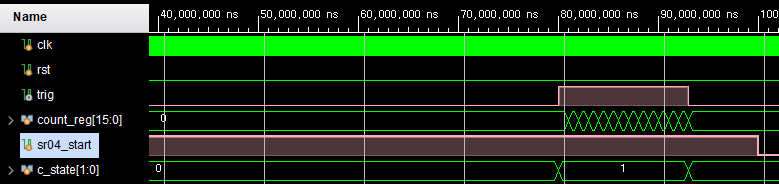 Name
40,000,000 ns 50,000,000 ns 60,000,000 ns 70,000,000 ns 80,000,000 ns 90,000,000 ns 100
clk
rst
trig
count_reg[15:0] 0
sr04_start
c_state[1:0] 0 1